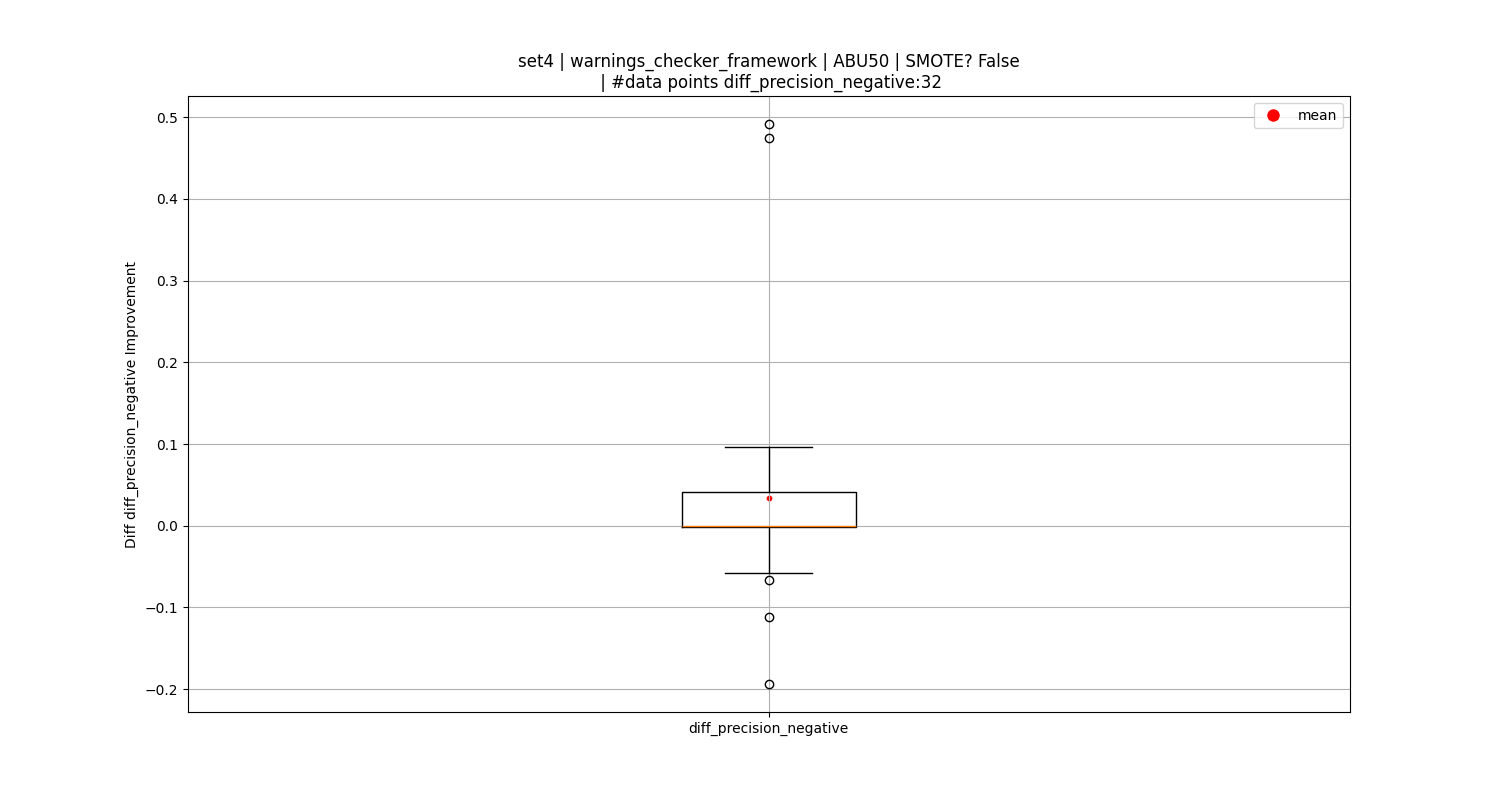 set4 | warnings_checker_framework | ABU50 | SMOTE? False
| #data points diff_precision_negative:32
mean
0.5
0.4
0.3
0.2
0.1
0.0
−0.1
−0.2
Diff diff_precision_negative Improvement
diff_precision_negative